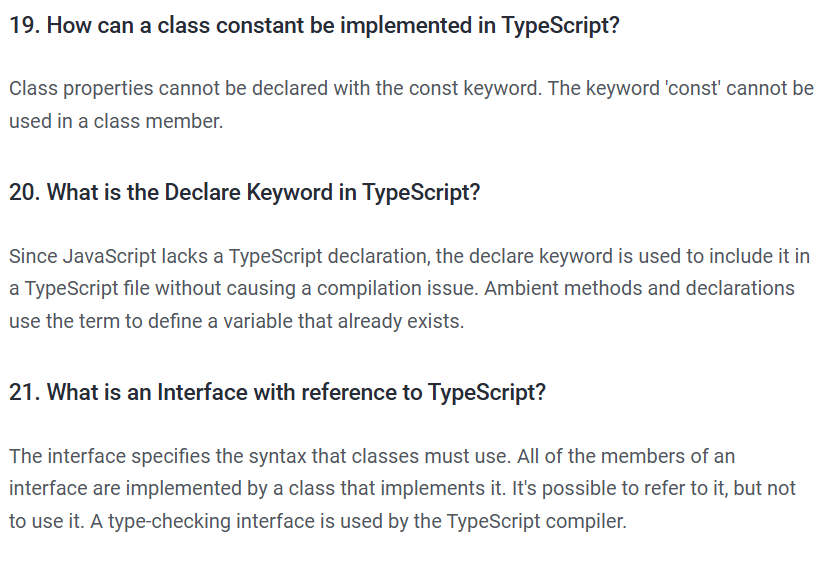 19. How can a class constant be implemented in TypeScript?
Class properties cannot be declared with the const keyword. The keyword 'const' cannot be
used in a class member.
20. What is the Declare Keyword in TypeScript?
Since JavaScript lacks a TypeScript declaration, the declare keyword is used to include it in
a TypeScript file without causing a compilation issue. Ambient methods and declarations
use the term to define a variable that already exists.
21. What is an Interface with reference to TypeScript?
The interface specifies the syntax that classes must use. All of the members of an
interface are implemented by a class that implements it. It's possible to refer to it, but not
to use it. A type-checking interface is used by the TypeScript compiler.